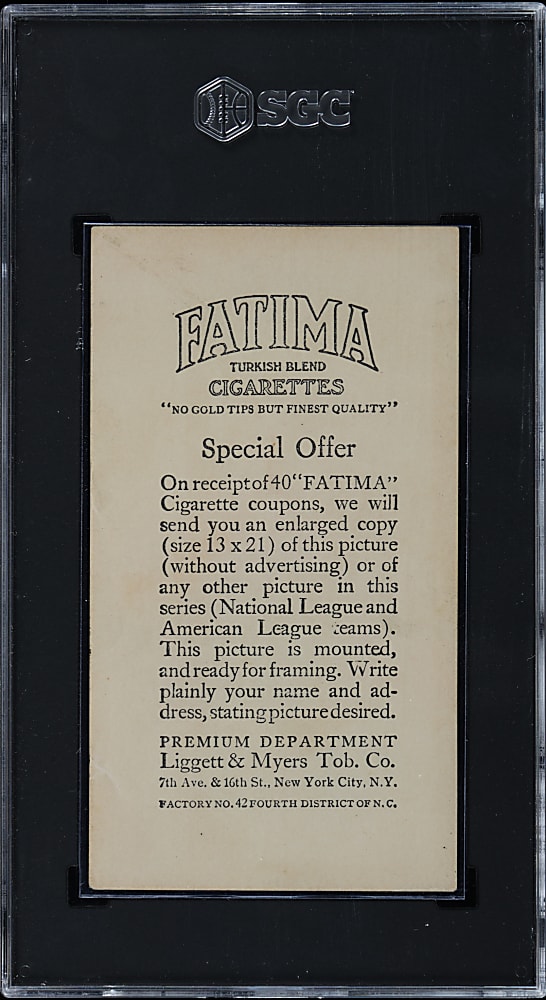 SGC
FATIMA
TURKISH BLEND
CIGARETTES
"NO GOLD TIPS BUT FINEST QUALITY"
Special Offer
On receipt of 40 "FATIMA"
Cigarette coupons, we will
send you an enlarged copy
(size 13 x 21) of this picture
(without advertising) or of
any other picture in this
series (National League and
American League teams).
This picture is mounted,
and ready for framing. Write
plainly your name and ad-
dress, stating picture desired.
PREMIUM DEPARTMENT
Liggett & Myers Tob. Co.
7th Ave. & 16th St., New York City, N.Y.
FACTORY NO. 42 FOURTH DISTRICT OF N.C.